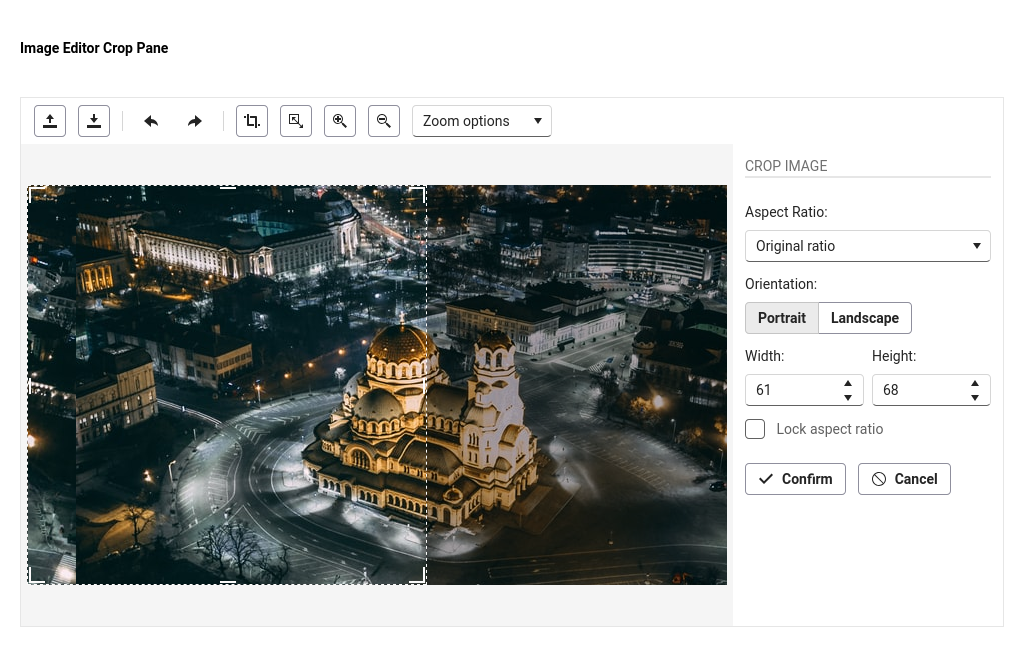 Image Editor Crop Pane
Zoom options
CROP IMAGE
Aspect Ratio:
Original ratio
Orientation:
Portrait Landscape
Width: Height:
61 68
Lock aspect ratio
Confirm Cancel